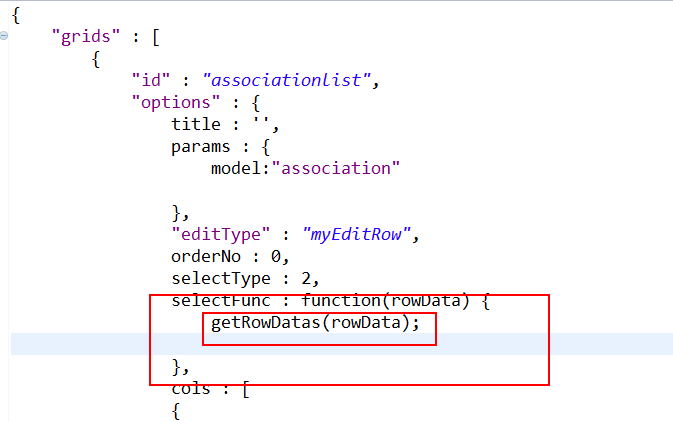 {
"grids" : [
{
"id" : "associationlist",
"options" : {
title : '',
params : {
model:"association"
},
"editType" : "myEditRow",
orderNo : 0,
selectType : 2,
selectFunc : function(rowData) {
getRowDatas(rowData);
},
cols : [
{